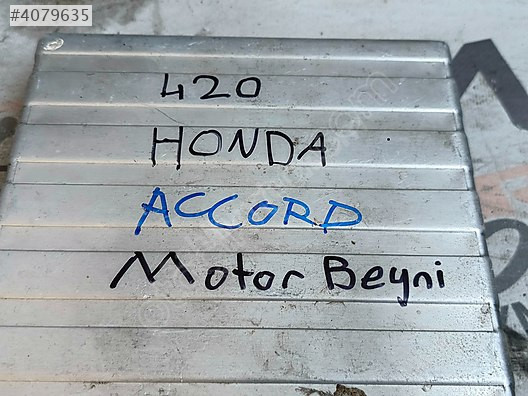 #4079635
420
HONDA
ACCORD
Motor Beyni